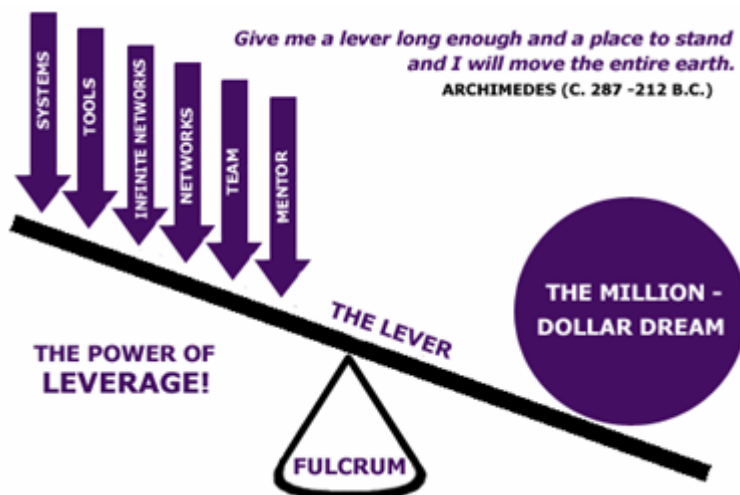 Give me a lever long enough and a place to stand
and I will move the entire earth.
ARCHIMEDES (C. 287 -212 B.C.)
SYSTEMS
TOOLS
INFINITE NETWORKS
NETWORKS
TEAM
MENTOR
THE MILLION -
DOLLAR DREAM
THE LEVER
THE POWER OF
LEVERAGE!
FULCRUM